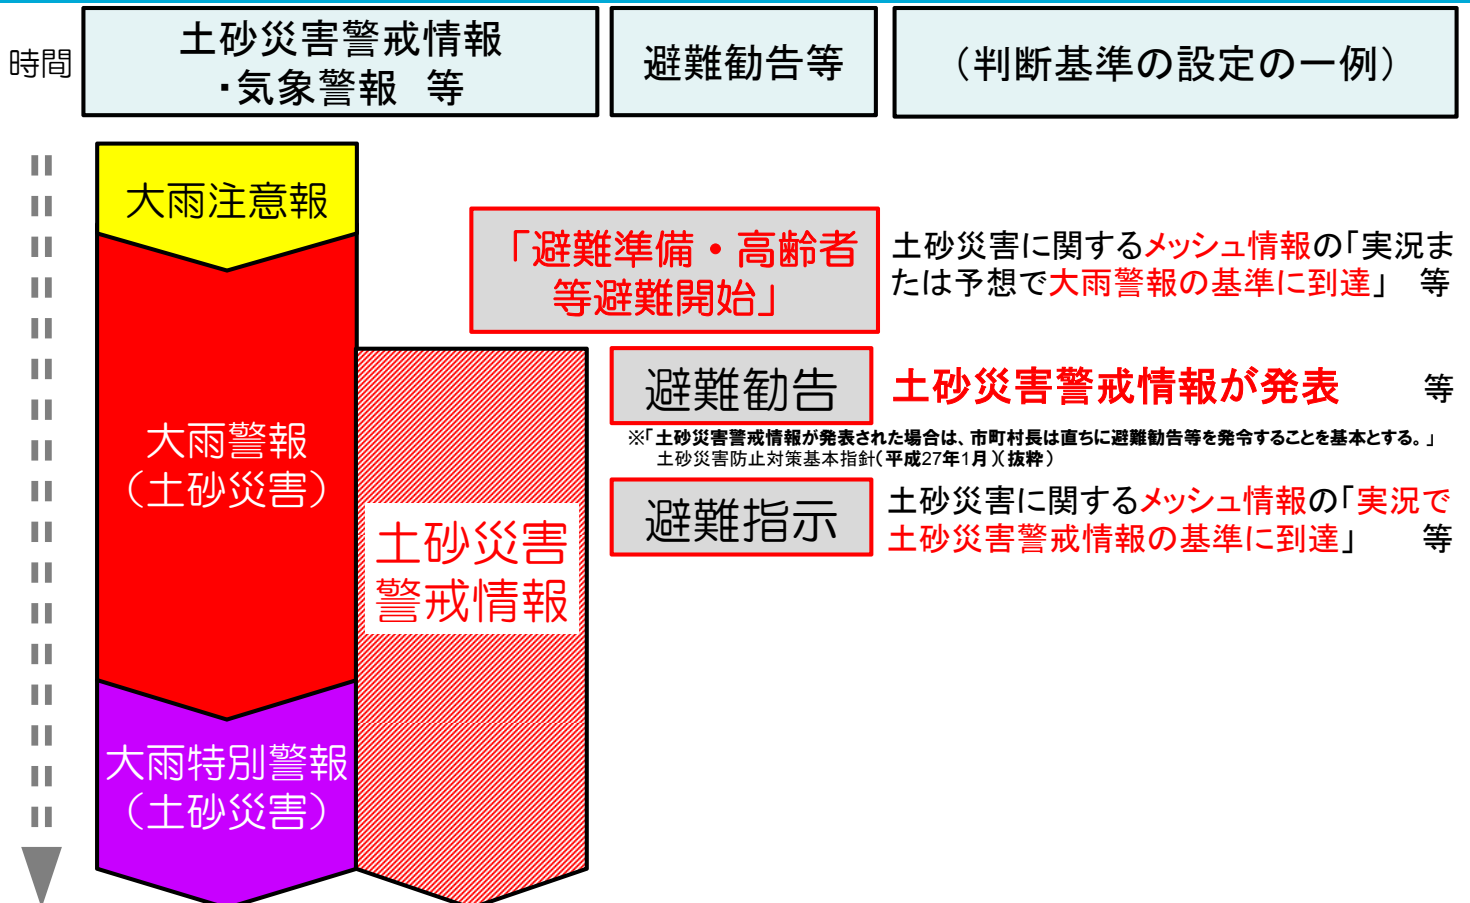 時間
土砂災害警戒情報
・気象警報 等
避難勧告等
（判断基準の設定の一例）
大雨注意報
「避難準備・高齢者
等避難開始」
土砂災害に関するメッシュ情報の「実況ま
たは予想で大雨警報の基準に到達」 等
避難勧告
土砂災害警戒情報が発表 等
※「土砂災害警戒情報が発表された場合は、市町村長は直ちに避難勧告等を発令することを基本とする。」
土砂災害防止対策基本指針(平成27年1月)(抜粋)
大雨警報
（土砂災害）
避難指示
土砂災害に関するメッシュ情報の「実況で
土砂災害警戒情報の基準に到達」 等
土砂災害
警戒情報
大雨特別警報
（土砂災害）